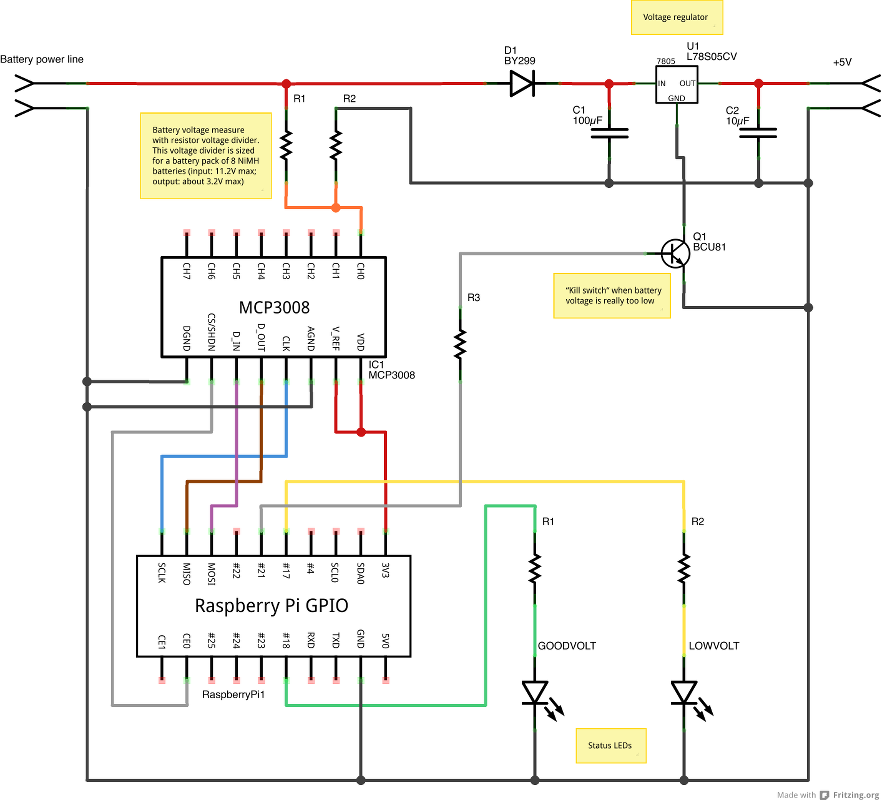 Voltage regulator
Battery power line
D1
BY299
U1
L78S05CV
+5V
7805
IN
OUT
GND
R1
R2
C1
100µF
C2
10µF
Battery voltage measure
with resistor voltage divider.
This voltage divider is sized
for a battery pack of 8 NiMH
batteries (input: 11.2V max;
output: about 3.2V max)
Q1
BCU81
CH7
CH6
CH5
CH4
CH3
CH2
CH1
CH0
"Kill switch" when battery
voltage is really too low
R3
MCP3008
DGND
CS/SHDN
D_IN
D_OUT
CLK
AGND
V_REF
VDD
IC1
MCP3008
R1
R2
SCLK
MISO
MOSI
#22
#21
#17
#4
SCL0
SDA0
3V3
Raspberry Pi GPIO
CE1
CE0
#25
#24
#23
#18
RXD
TXD
GND
5V0
GOODVOLT
LOWVOLT
RaspberryPi1
Status LEDs
Made with Fritzing.org